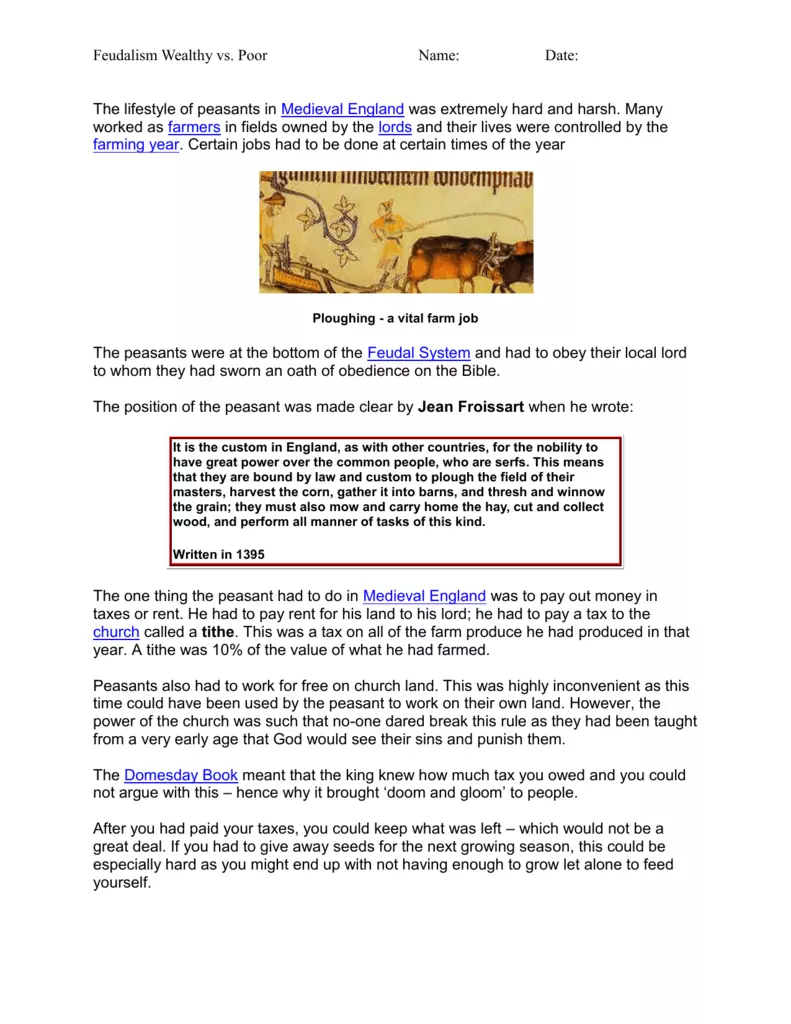 Feudalism Wealthy vs. Poor Name: Date:
The lifestyle of peasants in Medieval England was extremely hard and harsh. Many
worked as farmers in fields owned by the lords and their lives were controlled by the
farming year. Certain jobs had to be done at certain times of the year
Ploughing - a vital farm job
The peasants were at the bottom of the Feudal System and had to obey their local lord
to whom they had sworn an oath of obedience on the Bible.
The position of the peasant was made clear by Jean Froissart when he wrote:
It is the custom in England, as with other countries, for the nobility to
have great power over the common people, who are serfs. This means
that they are bound by law and custom to plough the field of their
masters, harvest the corn, gather it into barns, and thresh and winnow
the grain; they must also mow and carry home the hay, cut and collect
wood, and perform all manner of tasks of this kind.
Written in 1395
The one thing the peasant had to do in Medieval England was to pay out money in
taxes or rent. He had to pay rent for his land to his lord; he had to pay a tax to the
church called a tithe. This was a tax on all of the farm produce he had produced in that
year. A tithe was 10% of the value of what he had farmed.
Peasants also had to work for free on church land. This was highly inconvenient as this
time could have been used by the peasant to work on their own land. However, the
power of the church was such that no-one dared break this rule as they had been taught
from a very early age that God would see their sins and punish them.
The Domesday Book meant that the king knew how much tax you owed and you could
not argue with this – hence why it brought ‘doom and gloom’ to people.
After you had paid your taxes, you could keep what was left – which would not be a
great deal. If you had to give away seeds for the next growing season, this could be
especially hard as you might end up with not having enough to grow let alone to feed
yourself.